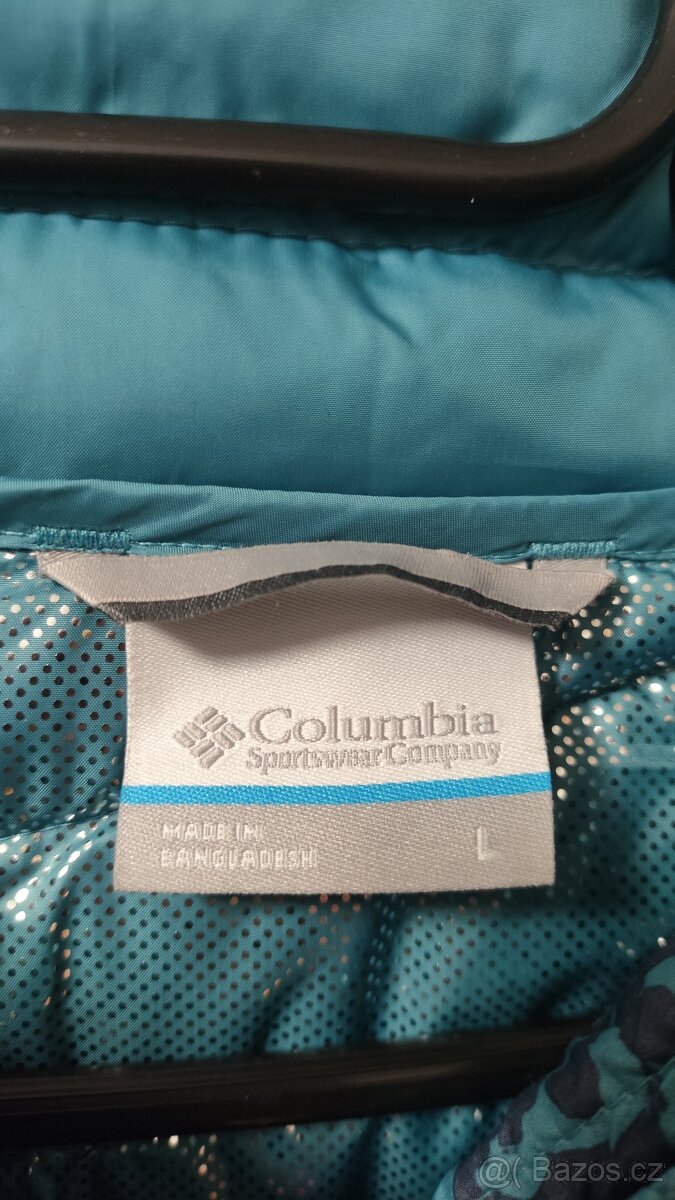 Columbia
Sportswear Company
MADE IN
BANGLADESH
L
@( Bazos.cz